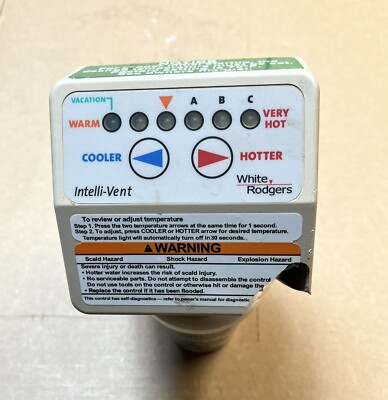 VACATION
A B C
WARM VERY HOT
COOLER HOTTER
Intelli-Vent White Rodgers
To review or adjust temperature
Step 1. Press the two temperature arrows at the same time for 1 second.
Step 2. To adjust, press COOLER or HOTTER arrow for desired temperature.
Temperature light will automatically turn off in 30 seconds.
WARNING
Scald Hazard Shock Hazard Explosion Hazard
Severe injury or death can result.
• Hotter water increases the risk of scald injury.
• No serviceable parts. Do not attempt to disassemble the control
Do not use tools on the control or otherwise hit or damage the
• Replace the control if it has been flooded.
This control has self-diagnostics — refer to owner's manual for diagnostic